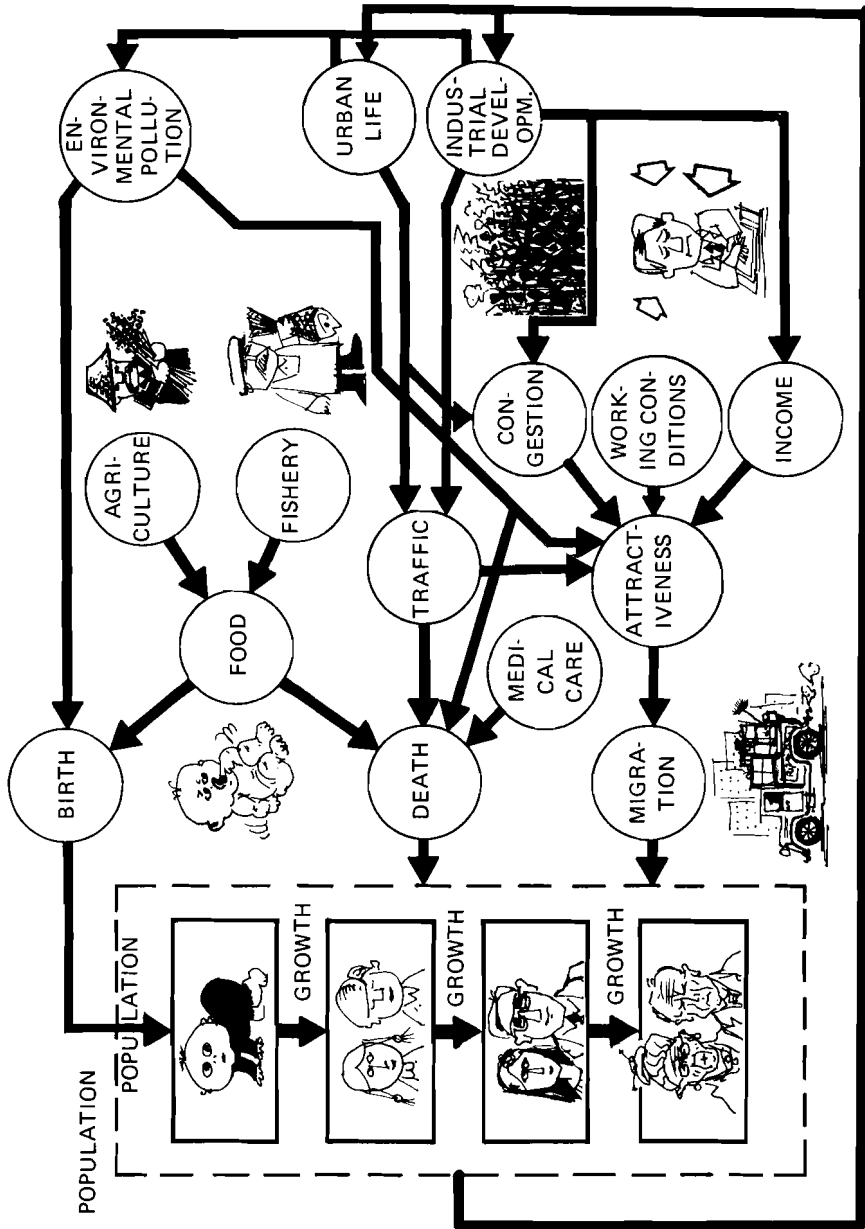 POPULATION
POPULATION
GROWTH
GROWTH
GROWTH
BIRTH
DEATH
MIGRA-
TION
FOOD
MEDI-
CAL
CARE
TRAFFIC
ATTRACT-
IVENESS
AGRI-
CULTURE
FISHERY
CON-
GESTION
WORK-
ING CON-
DITIONS
INCOME
EN-
VIRON-
MENTAL
POLLU-
TION
URBAN
LIFE
INDUS-
TRIAL
DEVEL-
OPM.